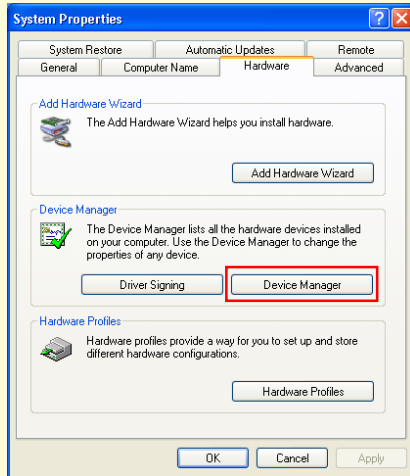 System Properties
System Restore Automatic Updates Remote
General Computer Name Hardware Advanced
Add Hardware Wizard
The Add Hardware Wizard helps you install hardware.
Add Hardware Wizard
Device Manager
The Device Manager lists all the hardware devices installed
on your computer. Use the Device Manager to change the
properties of any device.
Driver Signing Device Manager
Hardware Profiles
Hardware profiles provide a way for you to set up and store
different hardware configurations.
Hardware Profiles
OK Cancel Apply